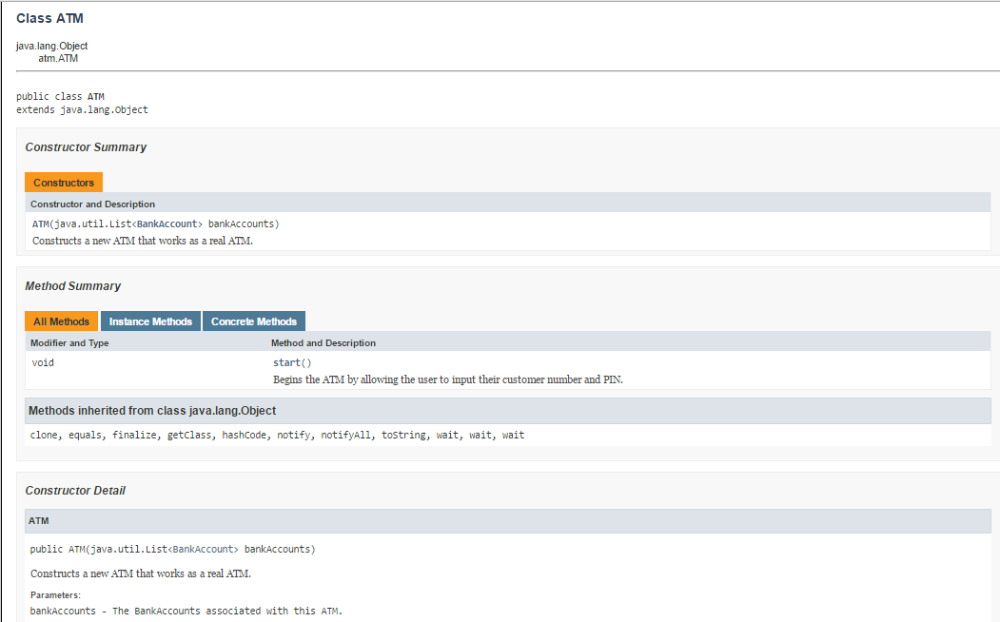 Class ATM
java.lang.Object
atm.ATM
public class ATM
extends java.lang.Object
Constructor Summary
Constructors
Constructor and Description
ATM(java.util.List<BankAccount> bankAccounts)
Constructs a new ATM that works as a real ATM.
Method Summary
All Methods Instance Methods Concrete Methods
Modifier and Type Method and Description
void start()
Begins the ATM by allowing the user to input their customer number and PIN.
Methods inherited from class java.lang.Object
clone, equals, finalize, getClass, hashCode, notify, notifyAll, toString, wait, wait, wait
Constructor Detail
ATM
public ATM(java.util.List<BankAccount> bankAccounts)
Constructs a new ATM that works as a real ATM.
Parameters:
bankAccounts - The BankAccounts associated with this ATM.